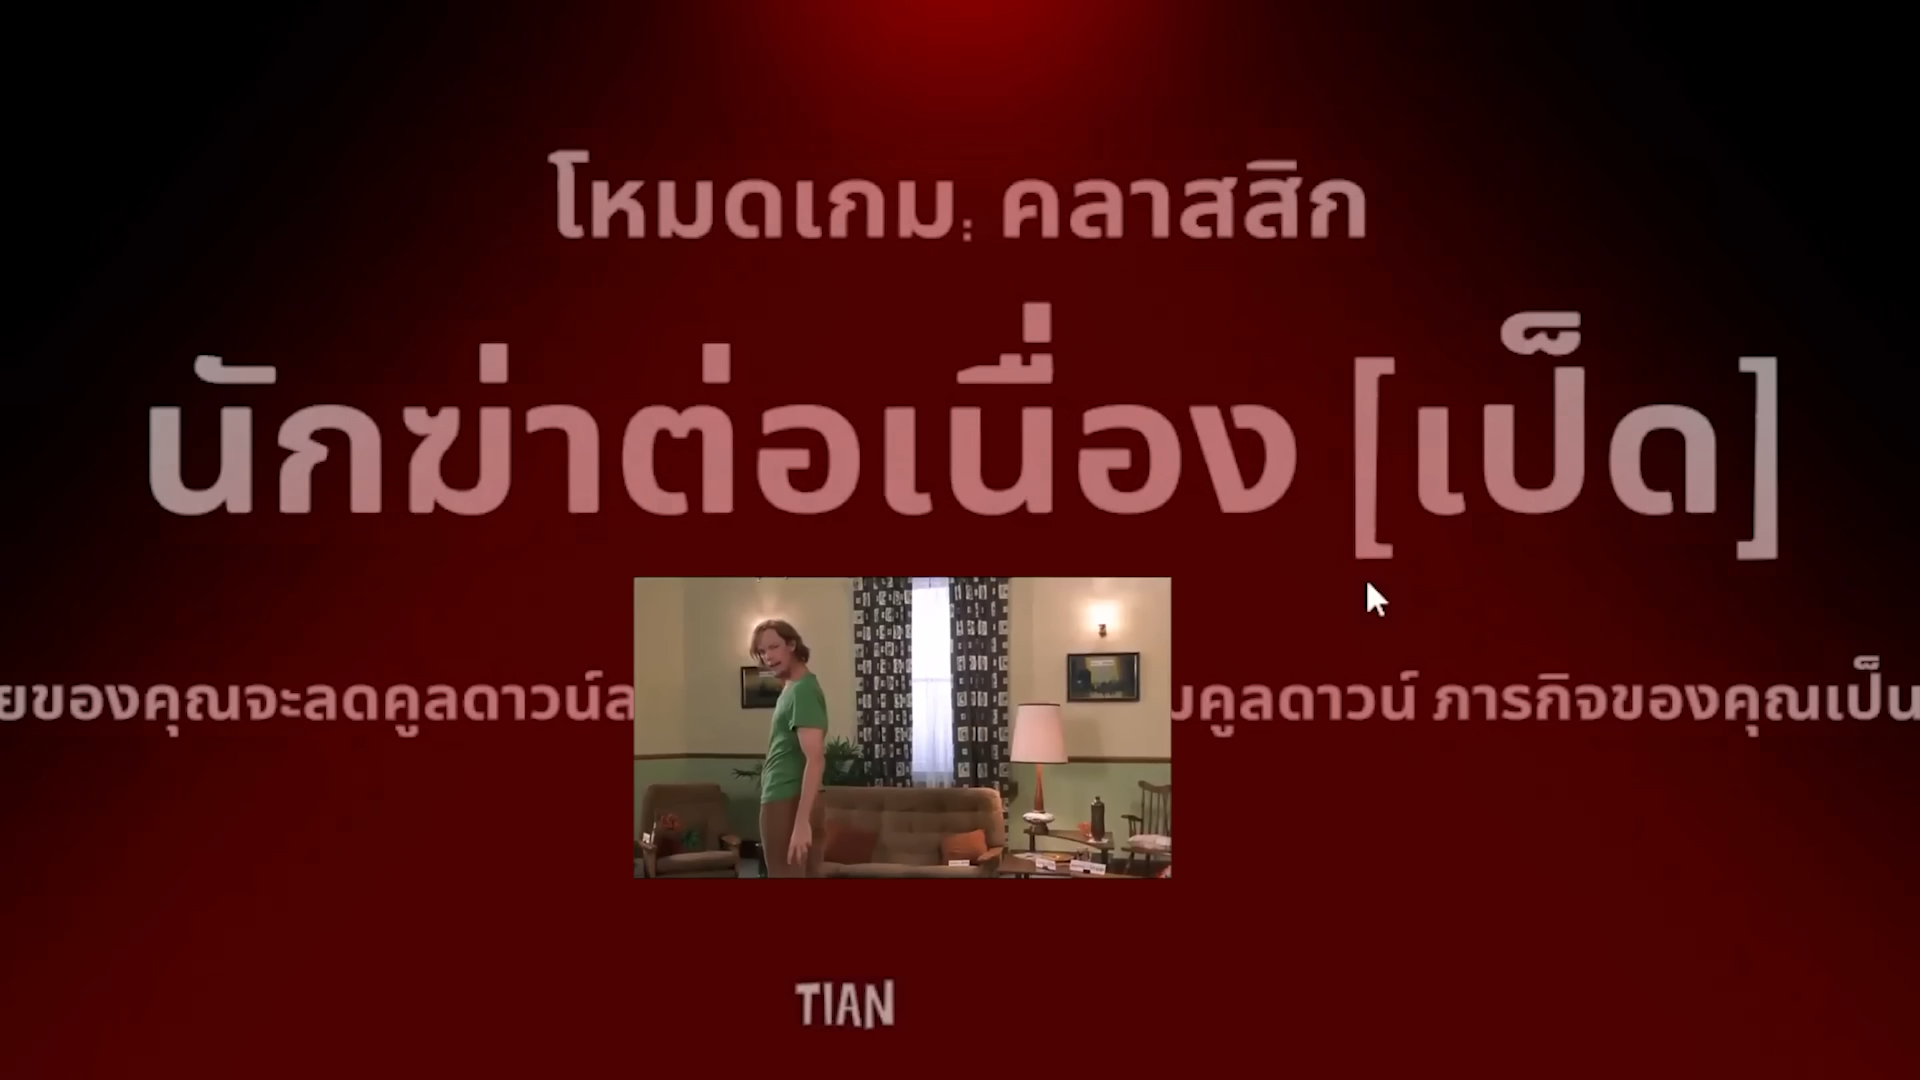 โหมดเกม: คลาสสิก
นักฆ่าต่อเนื่อง [เป็ด]
ของคุณจะลดคูลดาวน์ คูลดาวน์ ภารกิจของคุณเป็น
TIAN